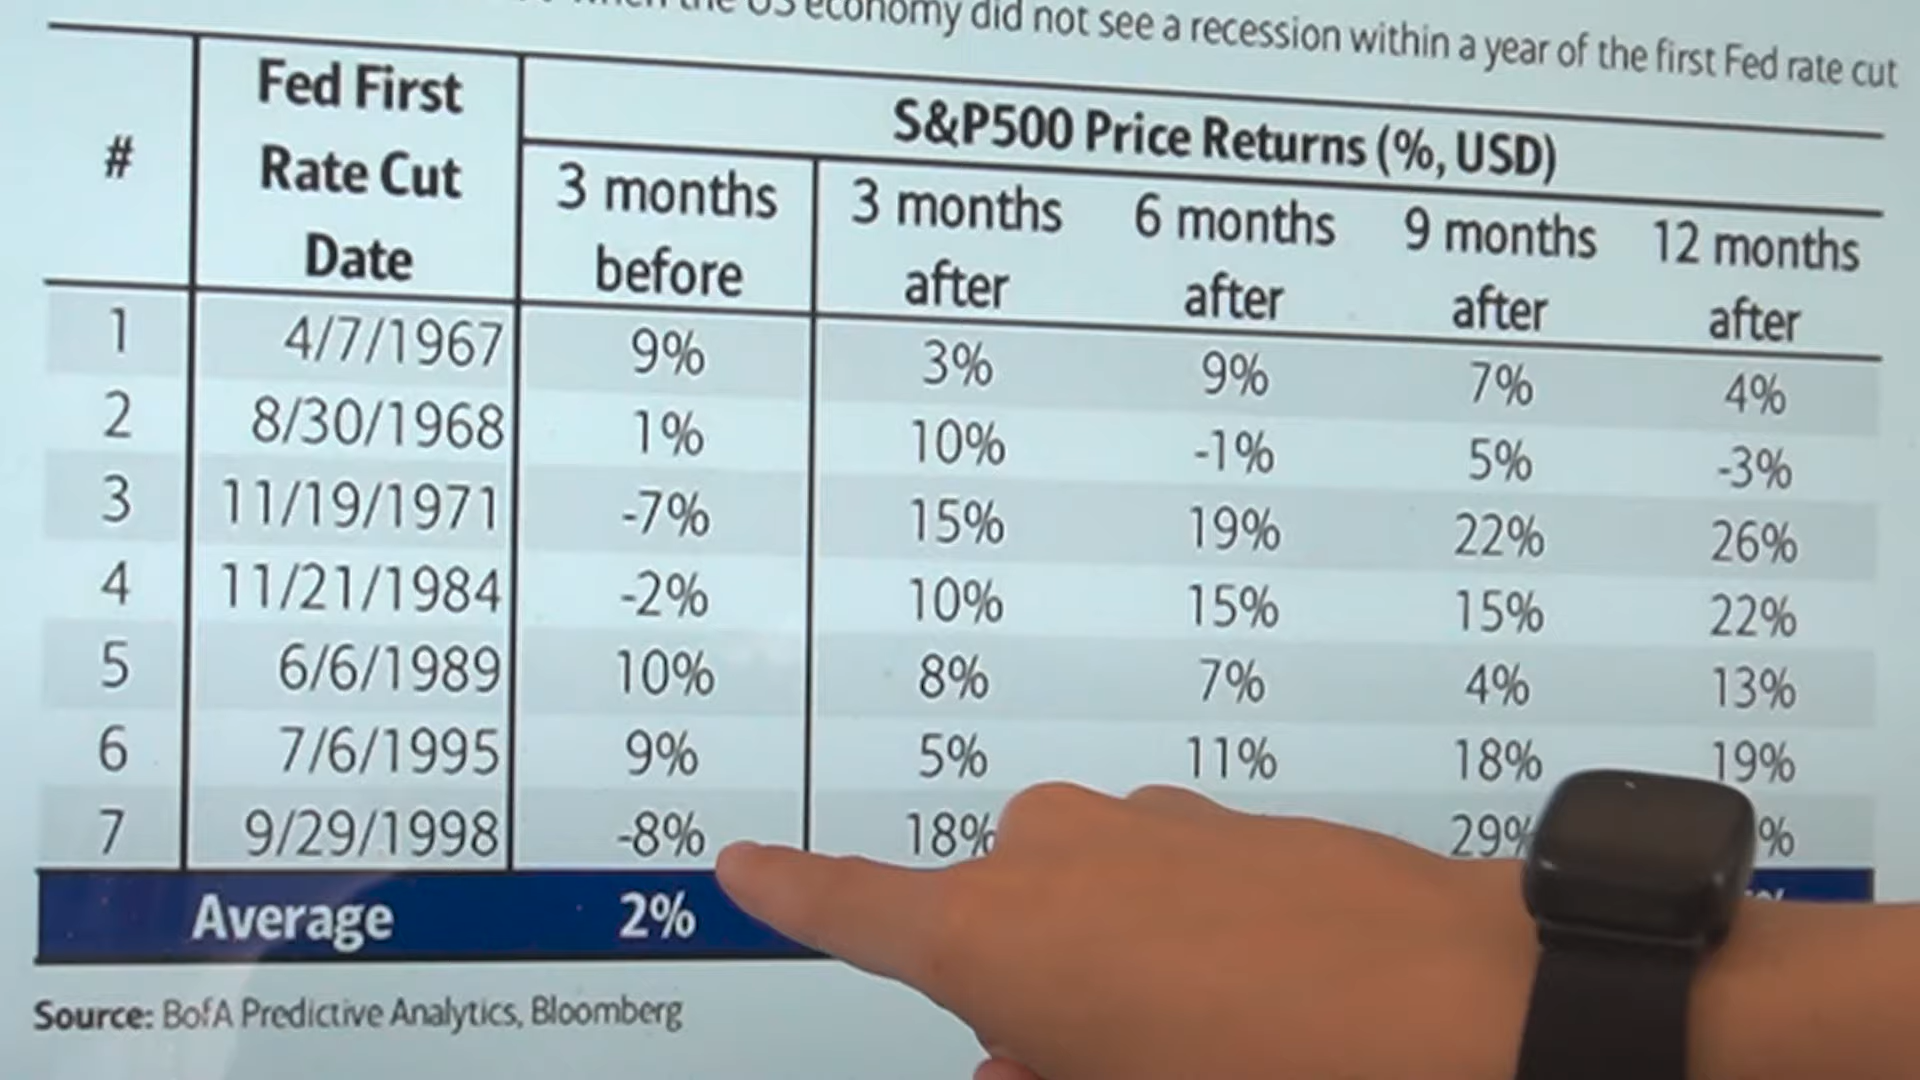 the US economy did not see a recession within a year of the first Fed rate cut
# Fed First Rate Cut Date S&P500 Price Returns (%, USD)
3 months before 3 months after 6 months after 9 months after 12 months after
1 4/7/1967 9% 3% 9% 7% 4%
2 8/30/1968 1% 10% -1% 5% -3%
3 11/19/1971 -7% 15% 19% 22% 26%
4 11/21/1984 -2% 10% 15% 15% 22%
5 6/6/1989 10% 8% 7% 4% 13%
6 7/6/1995 9% 5% 11% 18% 19%
7 9/29/1998 -8% 18% 29% %
Average 2%
Source: BofA Predictive Analytics, Bloomberg